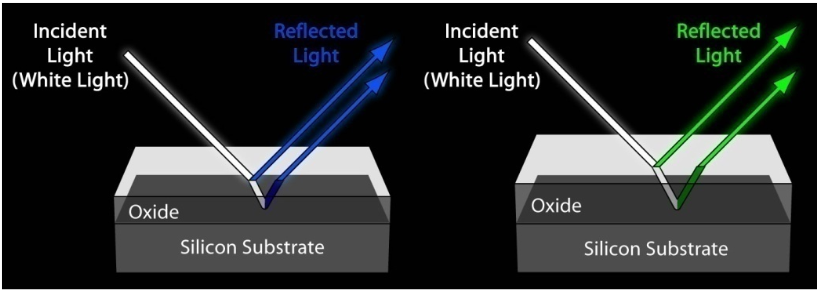 Incident
Light
(White Light)
Reflected
Light
Oxide
Silicon Substrate
Incident
Light
(White Light)
Reflected
Light
Oxide
Silicon Substrate